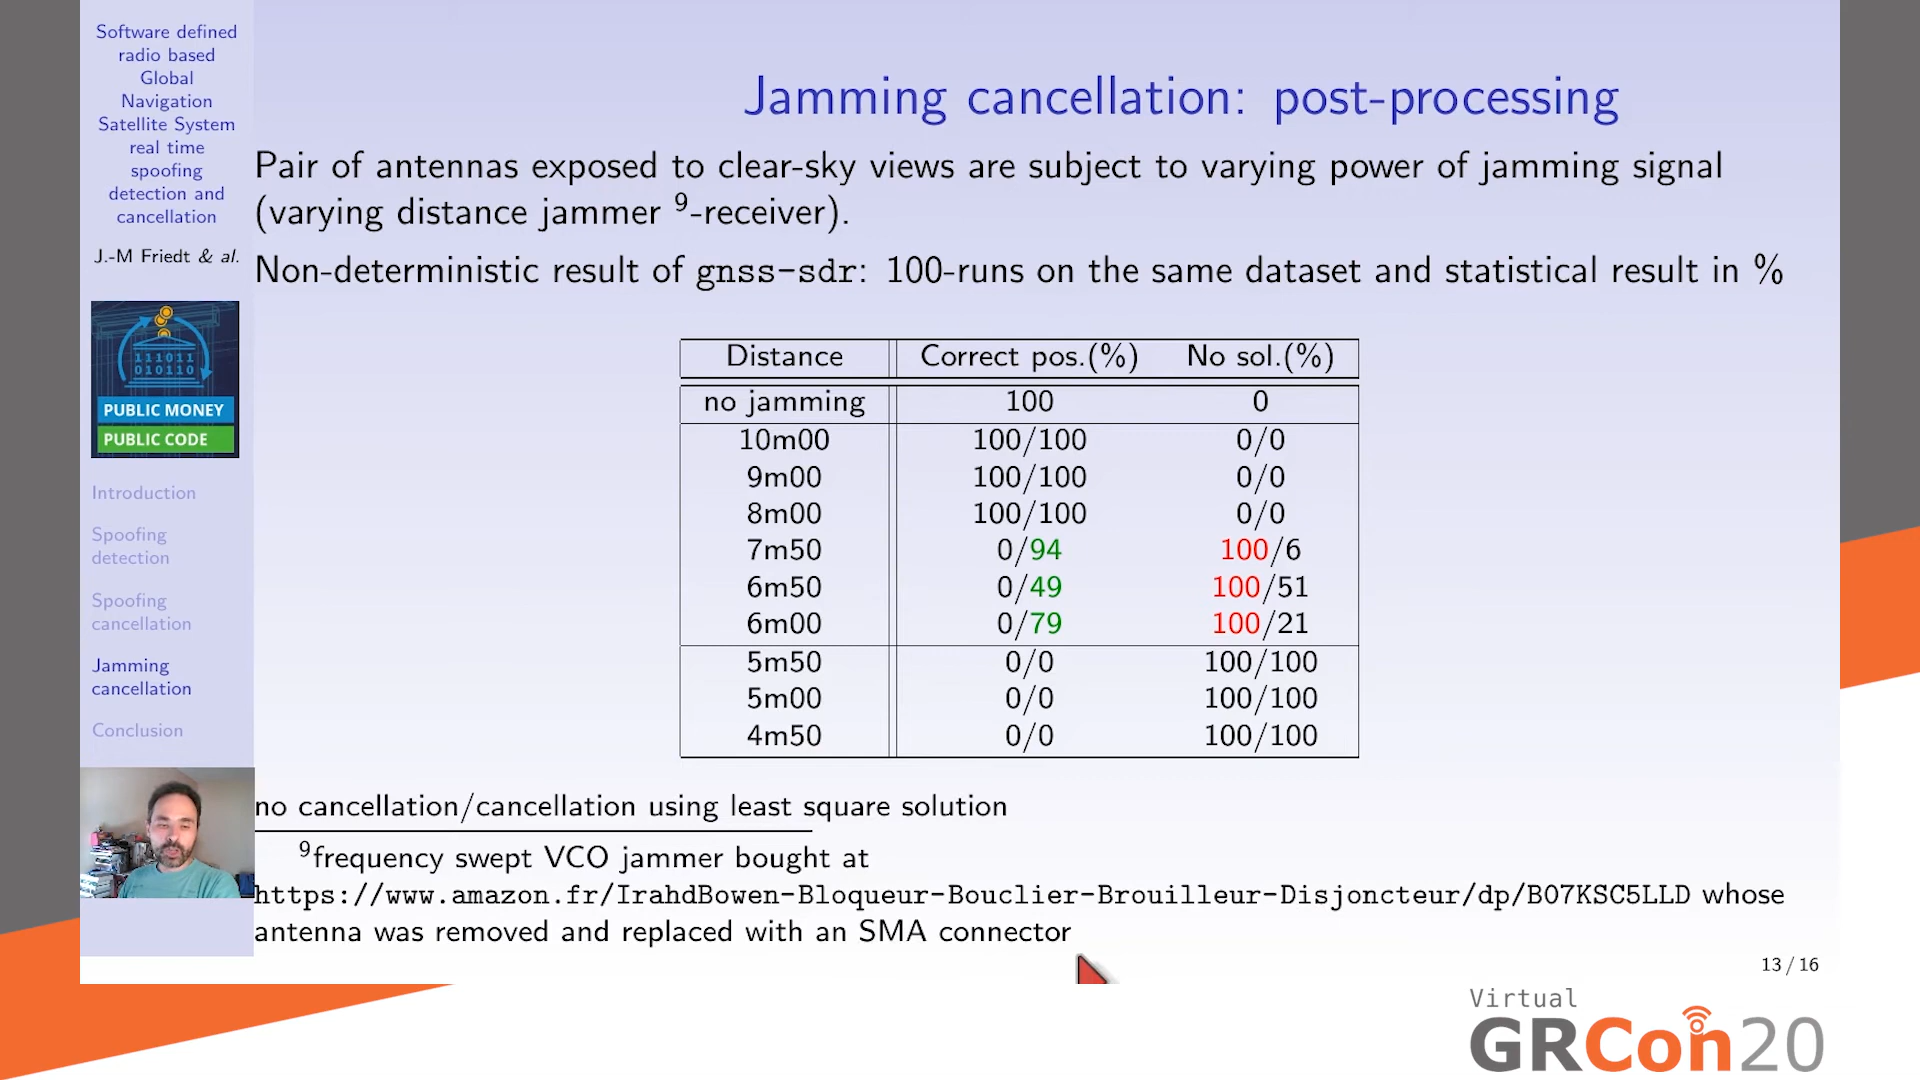 Software defined
radio based
Global
Navigation
Satellite System
real time
spoofing
detection and
cancellation
J.-M Friedt & al.
111011
010110
PUBLIC MONEY
PUBLIC CODE
Introduction
Spoofing
detection
Spoofing
cancellation
Jamming
cancellation
Conclusion
Jamming cancellation: post-processing
Pair of antennas exposed to clear-sky views are subject to varying power of jamming signal
(varying distance jammer 9-receiver).
Non-deterministic result of gnss-sdr: 100-runs on the same dataset and statistical result in %
Distance Correct pos.(%) No sol.(%)
no jamming 100 0
10m00 100/100 0/0
9m00 100/100 0/0
8m00 100/100 0/0
7m50 0/94 100/6
6m50 0/49 100/51
6m00 0/79 100/21
5m50 0/0 100/100
5m00 0/0 100/100
4m50 0/0 100/100
no cancellation/cancellation using least square solution
9frequency swept VCO jammer bought at
https://www.amazon.fr/IrahdBowen-Bloqueur-Bouclier-Brouilleur-Disjoncteur/dp/B07KSC5LLD whose
antenna was removed and replaced with an SMA connector
13 / 16
Virtual
GRCon20